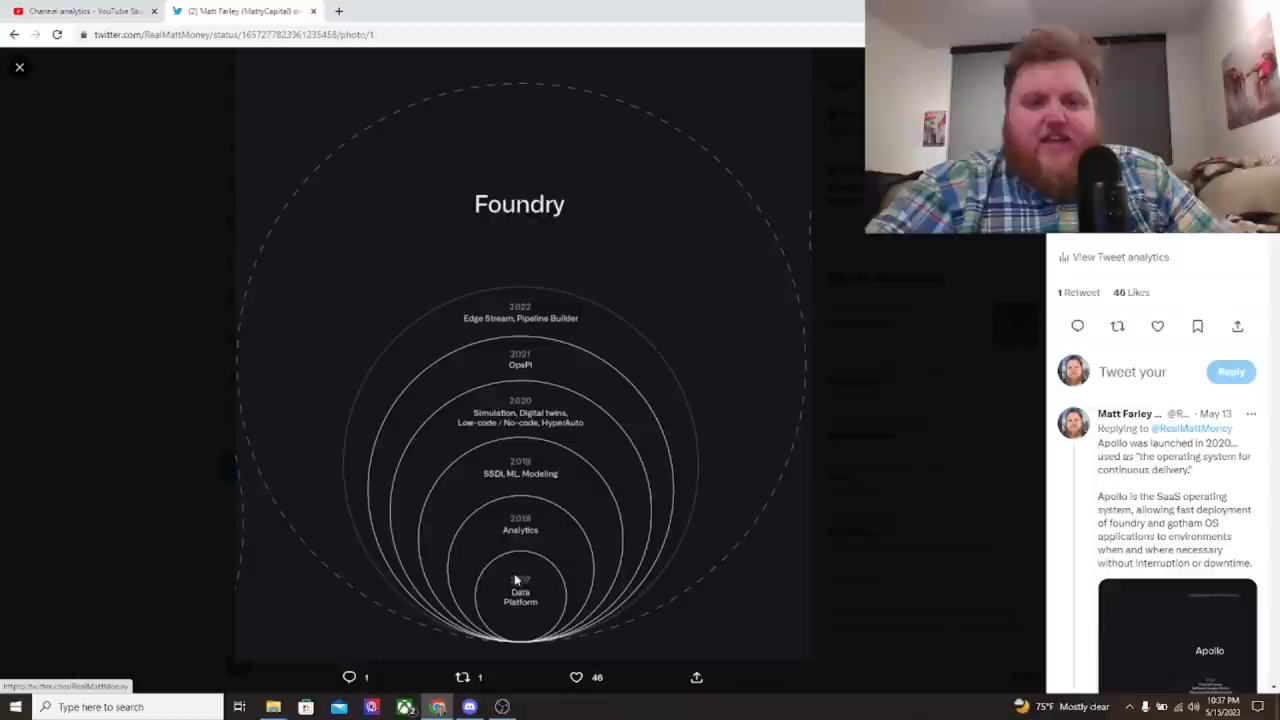 Channel analytics - YouTube Stu
(2) Matt Farley (MattyCapital) o
twitter.com/RealMattMoney/status/1657277823961235458/photo/1
Foundry
2022
Edge Stream, Pipeline Builder
2021
OpsPI
2020
Simulation, Digital twins,
Low-code / No-code, HyperAuto
2019
SSDI, ML, Modeling
2018
Analytics
Data
Platform
1
1
46
View Tweet analytics
1 Retweet 46 Likes
Tweet your
Reply
Matt Farley ... @R... · May 13
Replying to @RealMattMoney
Apollo was launched in 2020...
used as "the operating system for
continuous delivery."
Apollo is the SaaS operating
system, allowing fast deployment
of foundry and gotham OS
applications to environments
when and where necessary
without interruption or downtime.
Apollo
https://twitter.com/RealMattMoney
Type here to search
75°F Mostly clear
10:37 PM
5/15/2023